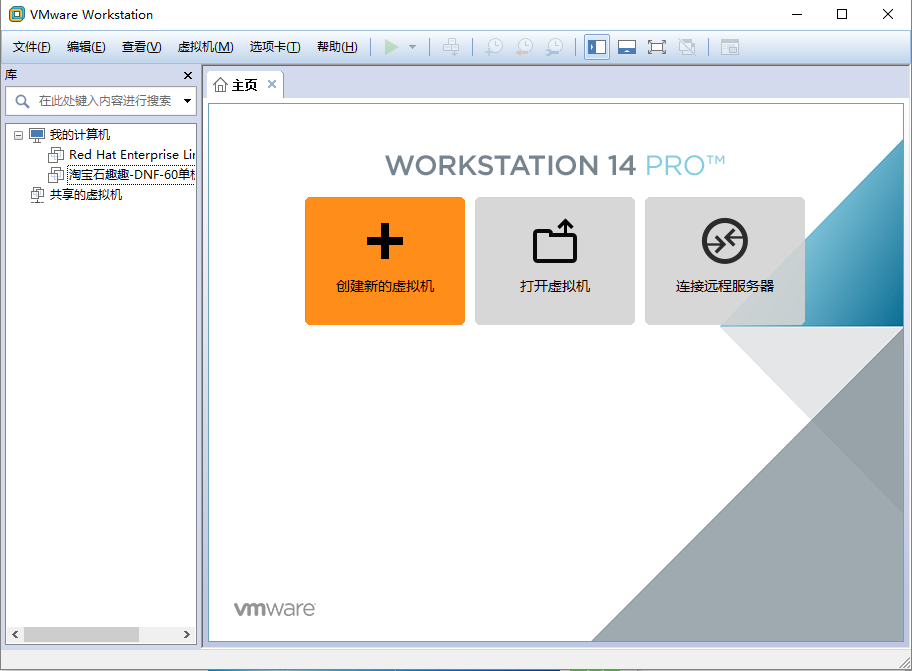 VMware Workstation
文件(F) 编辑(E) 查看(V) 虚拟机(M) 选项卡(T) 帮助(H)
库
主页
在此处键入内容进行搜索
我的计算机
Red Hat Enterprise Lin
淘宝石趣趣-DNF-60单机
共享的虚拟机
WORKSTATION 14 PRO™
创建新的虚拟机
打开虚拟机
连接远程服务器
vmware